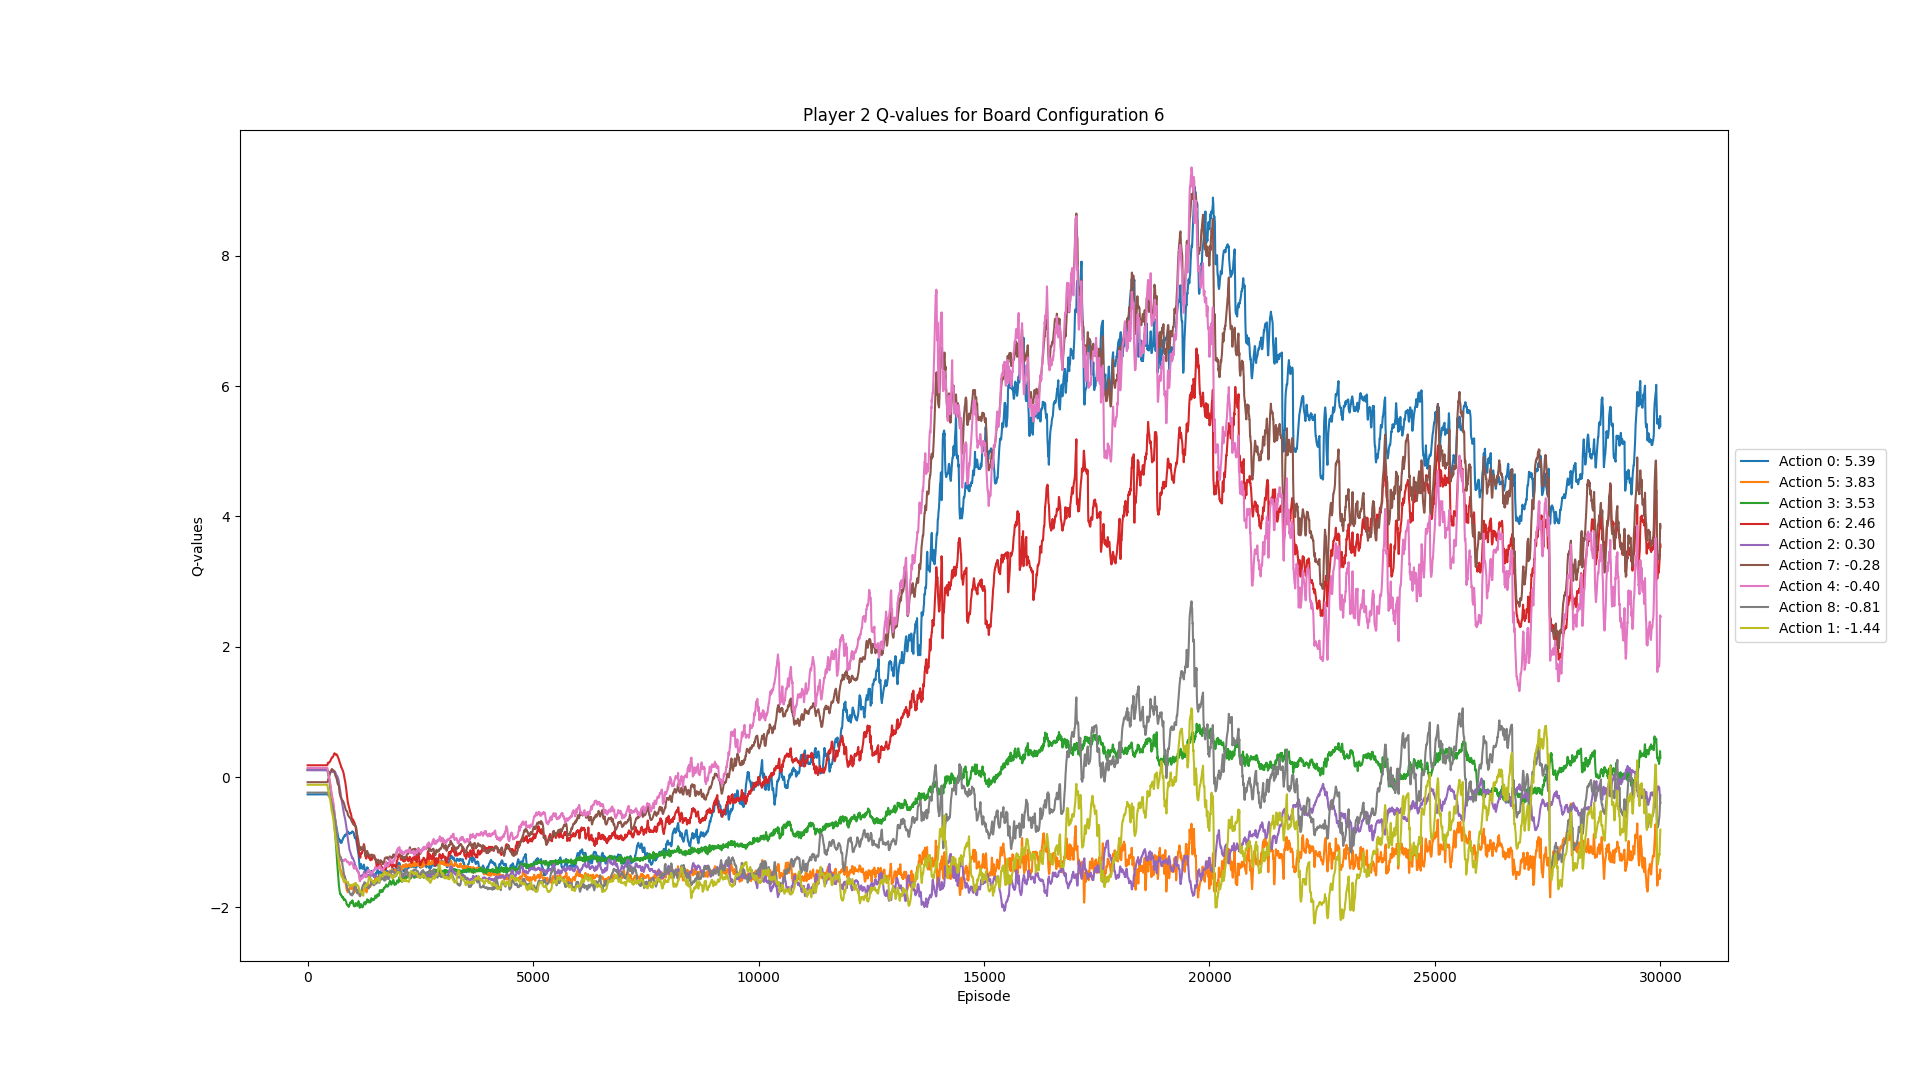 Player 2 Q-values for Board Configuration 6
Q-values
8
6
4
2
0
−2
0
5000
10000
15000
20000
25000
30000
Episode
Action 0: 5.39
Action 5: 3.83
Action 3: 3.53
Action 6: 2.46
Action 2: 0.30
Action 7: -0.28
Action 4: -0.40
Action 8: -0.81
Action 1: -1.44